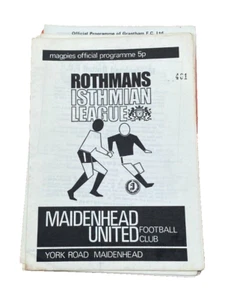 Official Programme of Grantham F.C. Ltd.
magpies official programme 5p
ROTHMANS
ISTHMIAN
LEAGUE
401
MAIDENHEAD
UNITED FOOTBALL
CLUB
YORK ROAD MAIDENHEAD